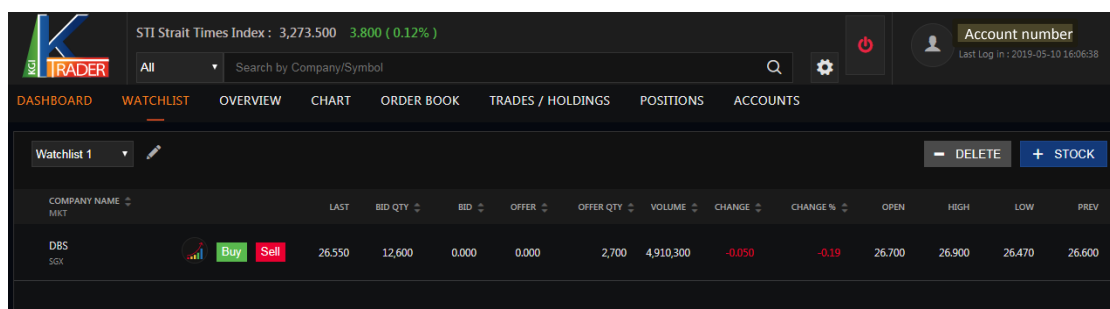 STI Strait Times Index : 3,273.500 3.800 ( 0.12% )
KGI TRADER
All Search by Company/Symbol
Account number
Last Log in : 2019-05-10 16:06:38
DASHBOARD WATCHLIST OVERVIEW CHART ORDER BOOK TRADES / HOLDINGS POSITIONS ACCOUNTS
Watchlist 1 DELETE + STOCK
COMPANY NAME LAST BID QTY BID OFFER OFFER QTY VOLUME CHANGE CHANGE % OPEN HIGH LOW PREV
MKT
DBS Buy Sell 26.550 12,600 0.000 0.000 2,700 4,910,300 -0.050 -0.19 26.700 26.900 26.470 26.600
SGX